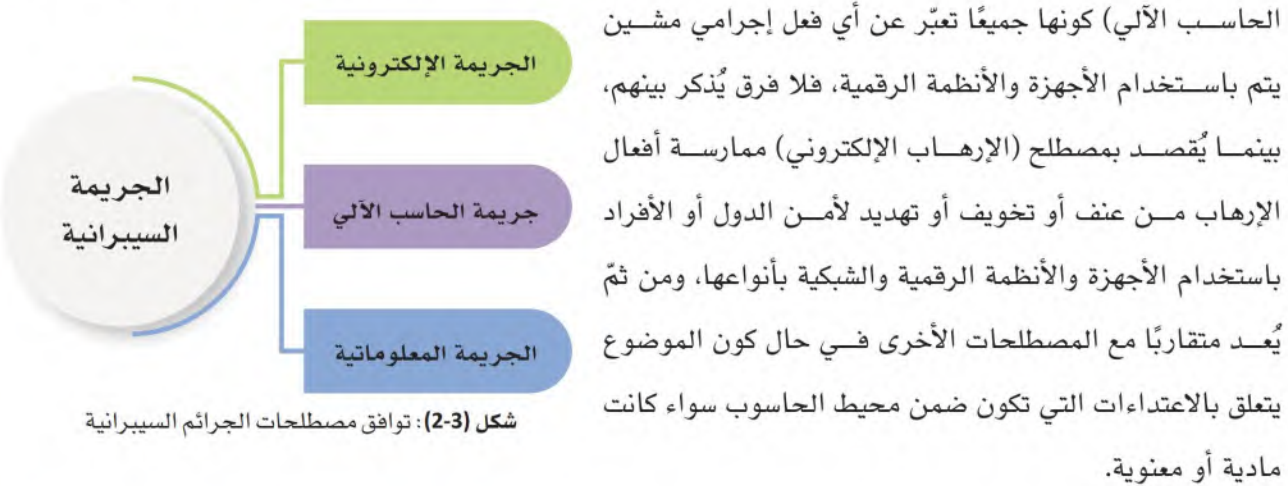 الحاسب الآلي) كونها جميعًا تعبّر عن أي فعل إجرامي مشين
يتم باستخدام الأجهزة والأنظمة الرقمية، فلا فرق يُذكر بينهم،
بينما يُقصد بمصطلح (الإرهاب الإلكتروني) ممارسة أفعال
الإرهاب من عنف أو تخويف أو تهديد لأمن الدول أو الأفراد
باستخدام الأجهزة والأنظمة الرقمية والشبكية بأنواعها، ومن ثمّ
يُعد متقاربًا مع المصطلحات الأخرى في حال كون الموضوع
يتعلق بالاعتداءات التي تكون ضمن محيط الحاسوب سواء كانت
مادية أو معنوية.
الجريمة
السيبرانية
الجريمة الإلكترونية
جريمة الحاسب الآلي
الجريمة المعلوماتية
شكل (3-2): توافق مصطلحات الجرائم السيبرانية